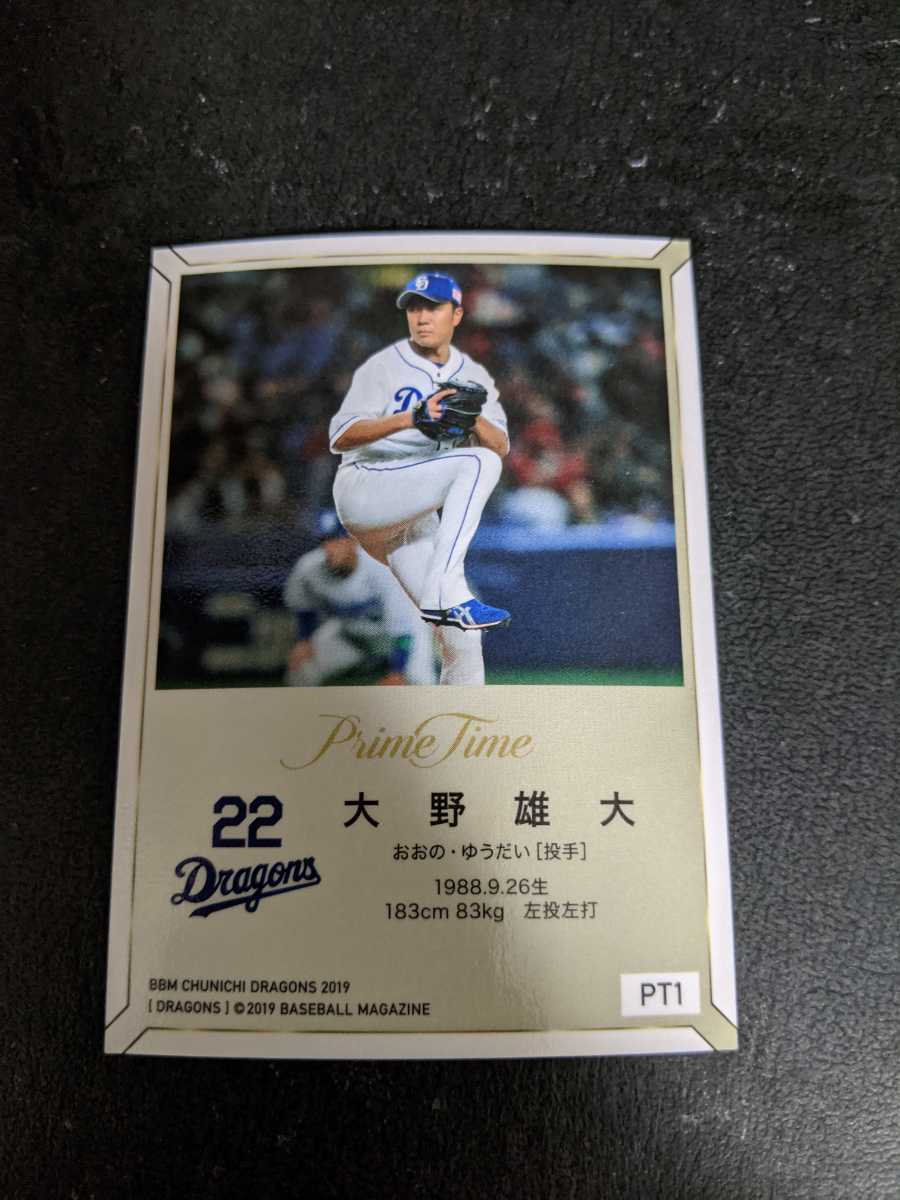 Prime Time
22
大野雄大
Dragons
おおの・ゆうだい [投手]
1988.9.26生
183cm 83kg 左投左打
BBM CHUNICHI DRAGONS 2019
[ DRAGONS ] ©2019 BASEBALL MAGAZINE
PT1